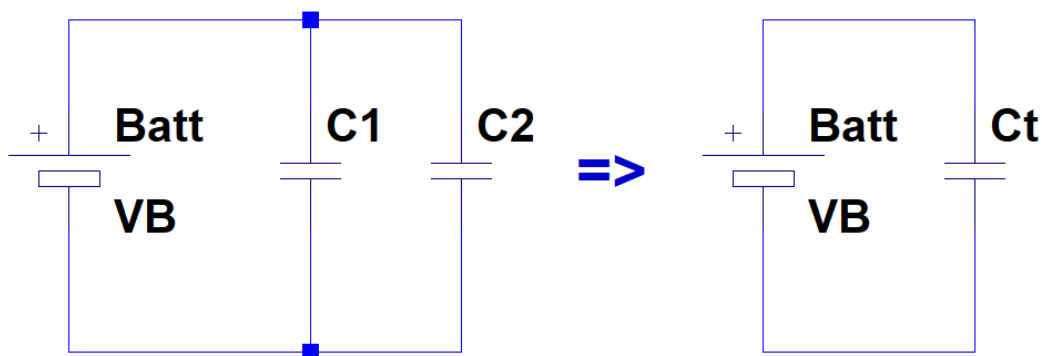 + Batt C1 C2 => + Batt Ct
VB VB